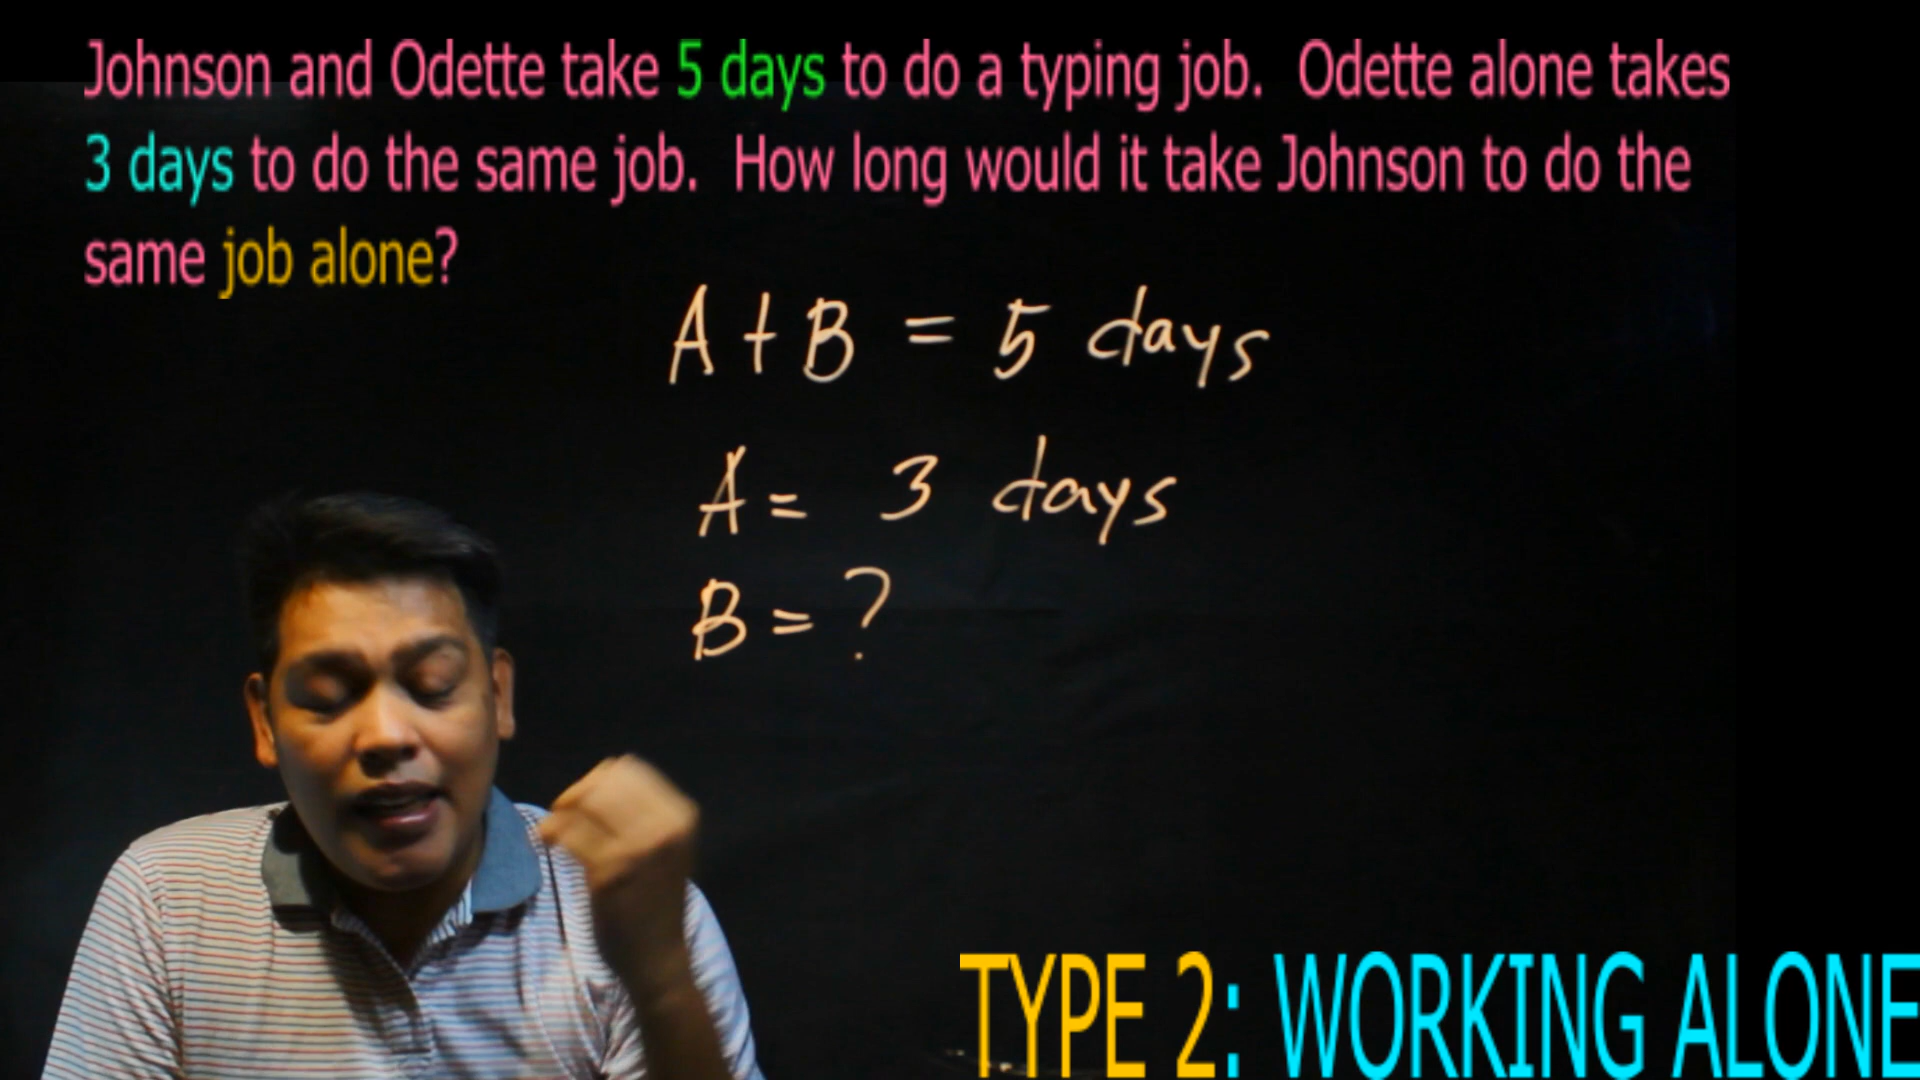 Johnson and Odette take 5 days to do a typing job.  Odette alone takes
3 days to do the same job.  How long would it take Johnson to do the
same job alone?
A + B = 5 days
A = 3 days
B = ?
TYPE 2: WORKING ALONE